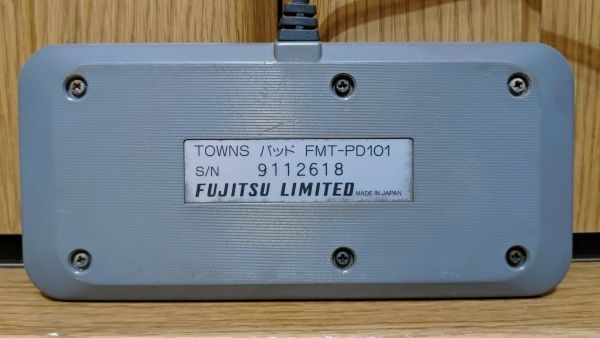 TOWNS パッド FMT-PD101
S/N 9112618
FUJITSU LIMITED MADE IN JAPAN